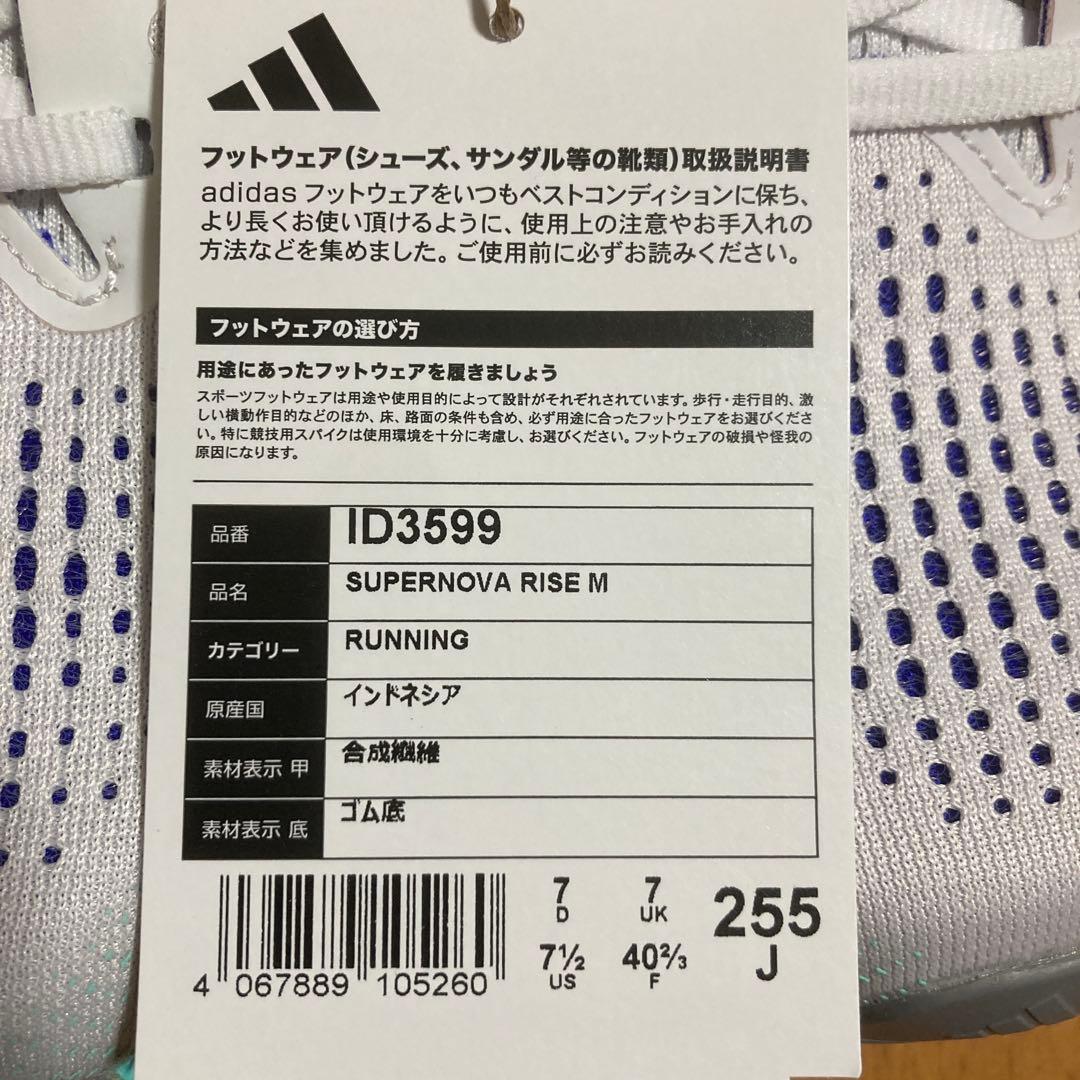 フットウェア(シューズ、サンダル等の靴類)取扱説明書
adidas フットウェアをいつもベストコンディションに保ち、
より長くお使い頂けるように、使用上の注意やお手入れの
方法などを集めました。ご使用前に必ずお読みください。
フットウェアの選び方
用途にあったフットウェアを履きましょう
スポーツフットウェアは用途や使用目的によって設計がそれぞれされています。歩行・走行目的、激
しい横動作目的などのほか、床、路面の条件も含め、必ず用途に合ったフットウェアをお選びくださ
い。特に競技用スパイクは使用環境を十分に考慮し、お選びください。フットウェアの破損や怪我の
原因になります。
品番 ID3599
品名 SUPERNOVA RISE M
カテゴリー RUNNING
原産国 インドネシア
素材表示 甲 合成繊維
素材表示 底 ゴム底
7 7 255
D UK J
7½ 40⅔
US F
4 067889 105260